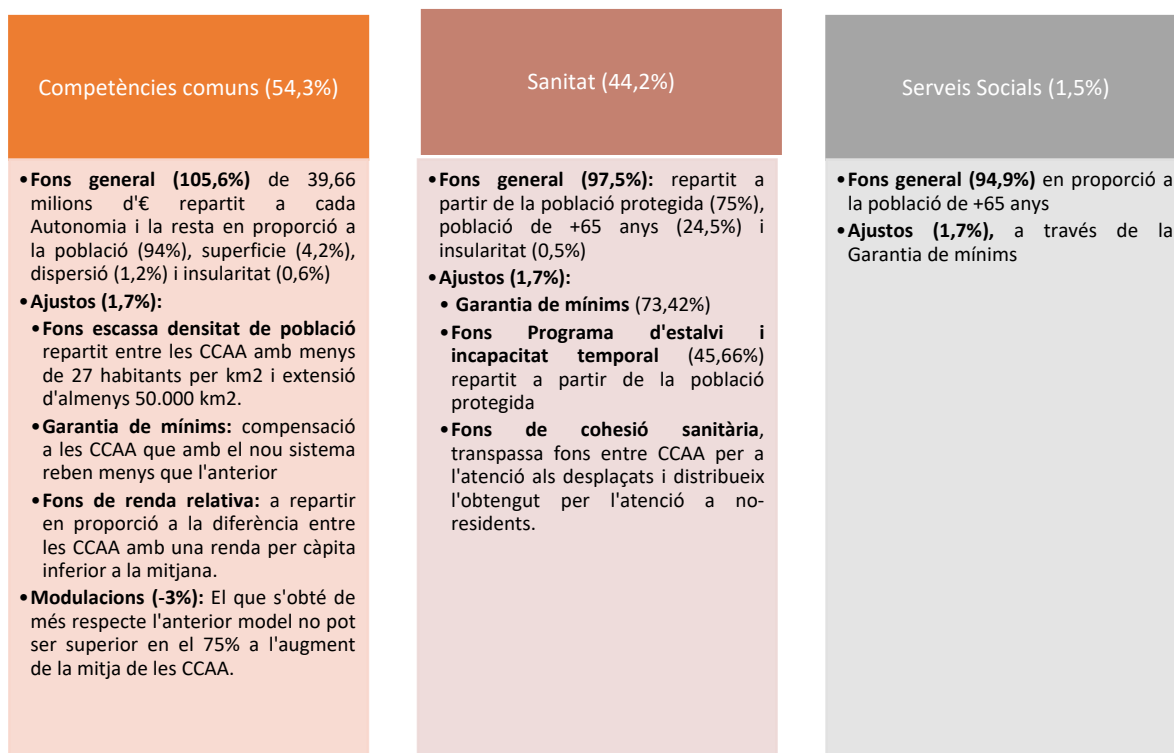 Competències comuns (54,3%)
•Fons general (105,6%) de 39,66
milions d'€ repartit a cada
Autonomia i la resta en proporció a
la població (94%), superficie (4,2%),
dispersió (1,2%) i insularitat (0,6%)
•Ajustos (1,7%):
•Fons escassa densitat de població
repartit entre les CCAA amb menys
de 27 habitants per km2 i extensió
d'almenys 50.000 km2.
•Garantia de mínims: compensació
a les CCAA que amb el nou sistema
reben menys que l'anterior
•Fons de renda relativa: a repartir
en proporció a la diferència entre
les CCAA amb una renda per càpita
inferior a la mitjana.
•Modulacions (-3%): El que s'obté de
més respecte l'anterior model no pot
ser superior en el 75% a l'augment
de la mitja de les CCAA.
Sanitat (44,2%)
•Fons general (97,5%): repartit a
partir de la població protegida (75%),
població de +65 anys (24,5%) i
insularitat (0,5%)
•Ajustos (1,7%):
• Garantia de mínims (73,42%)
•Fons Programa d'estalvi i
incapacitat temporal (45,66%)
repartit a partir de la població
protegida
•Fons de cohesió sanitària,
transpassa fons entre CCAA per a
l'atenció als desplaçats i distribueix
l'obtengut per l'atenció a no-
residents.
Serveis Socials (1,5%)
•Fons general (94,9%) en proporció a
la població de +65 anys
•Ajustos (1,7%), a través de la
Garantia de mínims